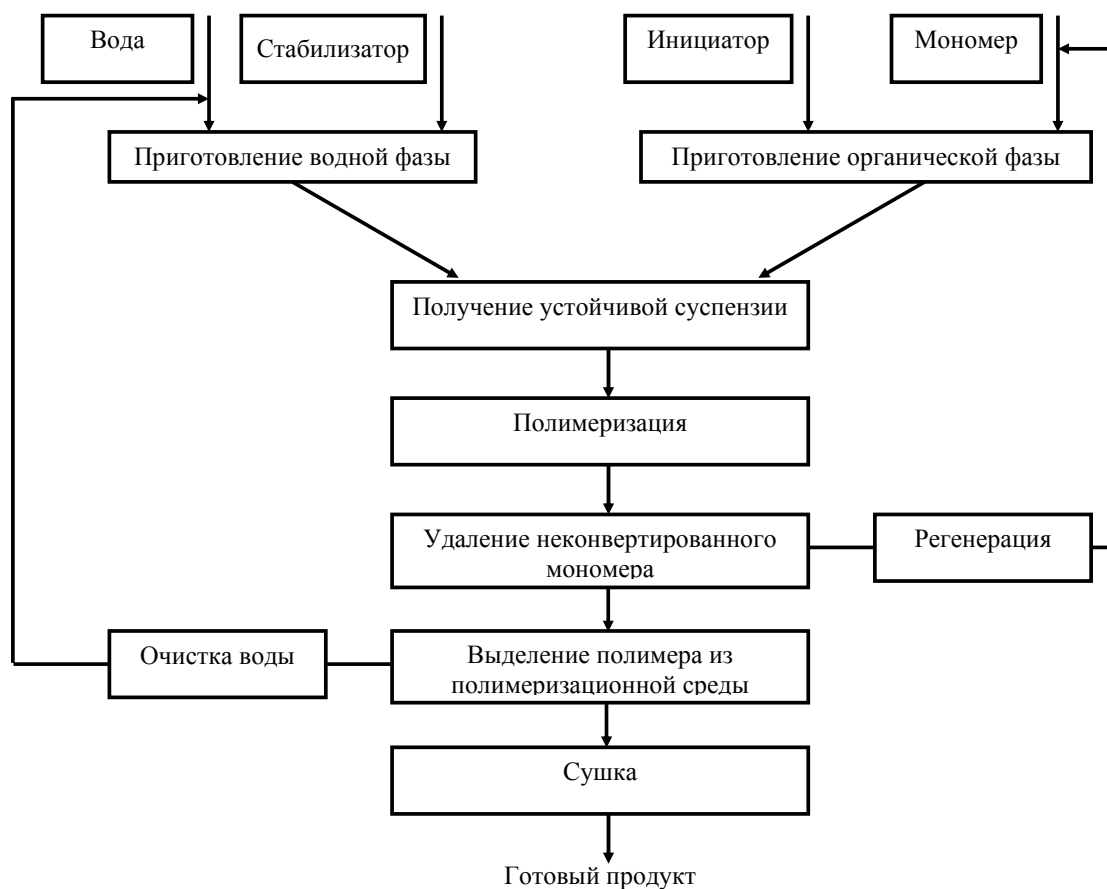 Вода
Стабилизатор
Инициатор
Мономер
Приготовление водной фазы
Приготовление органической фазы
Получение устойчивой суспензии
Полимеризация
Удаление неконвертированного
мономера
Регенерация
Очистка воды
Выделение полимера из
полимеризационной среды
Сушка
Готовый продукт